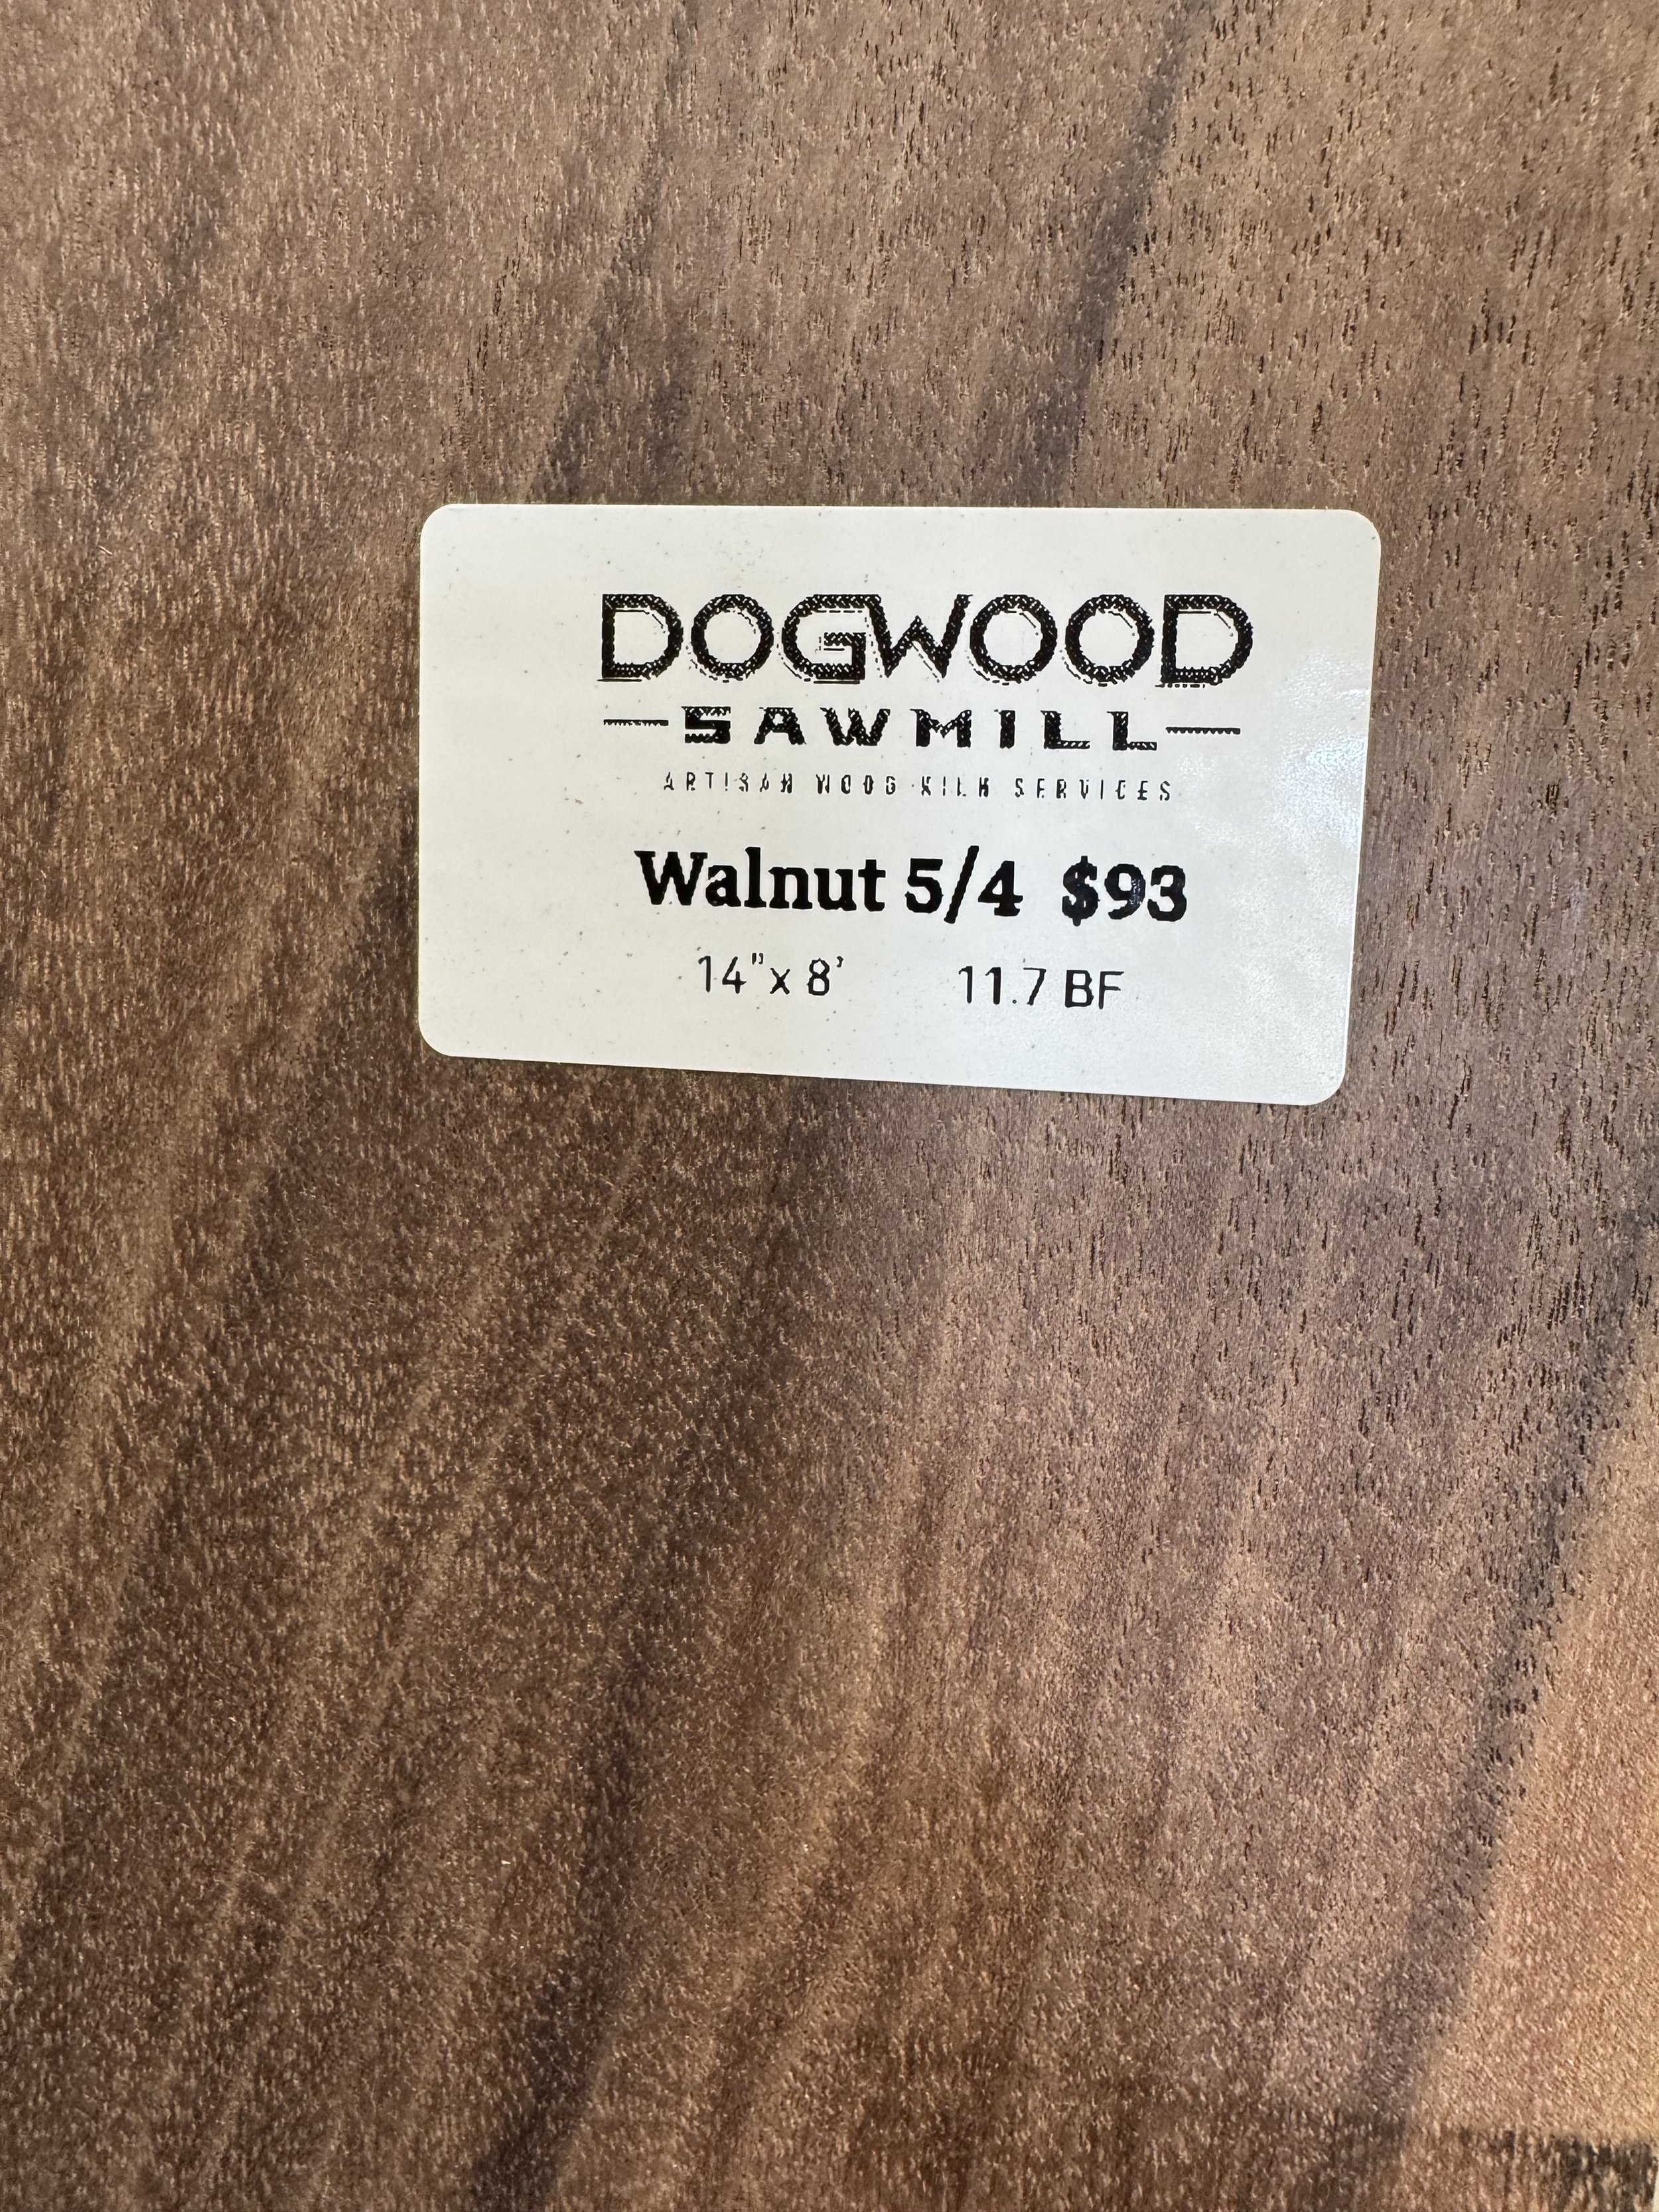 DOGWOOD
SAWMILL
ARTISAN WOOD KILN SERVICES
Walnut 5/4 $93
14"x 8' 11.7 BF